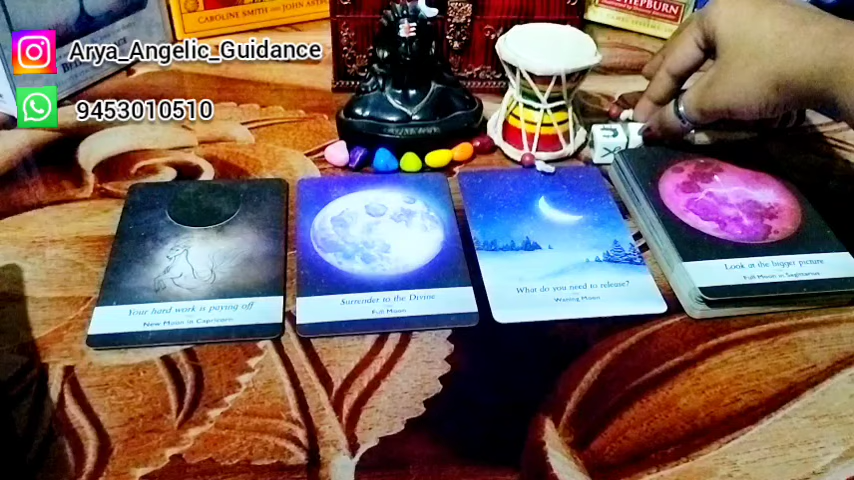 CAROLINE SMITH and JOHN ASTR
HEPBURN
Arya_Angelic_Guidance
9453010510
Your hard work is paying off
New Moon in Capricorn
Surrender to the Divine
Full Moon
What do you need to release?
Waning Moon
Look at the bigger picture
Full Moon in Sagittarius